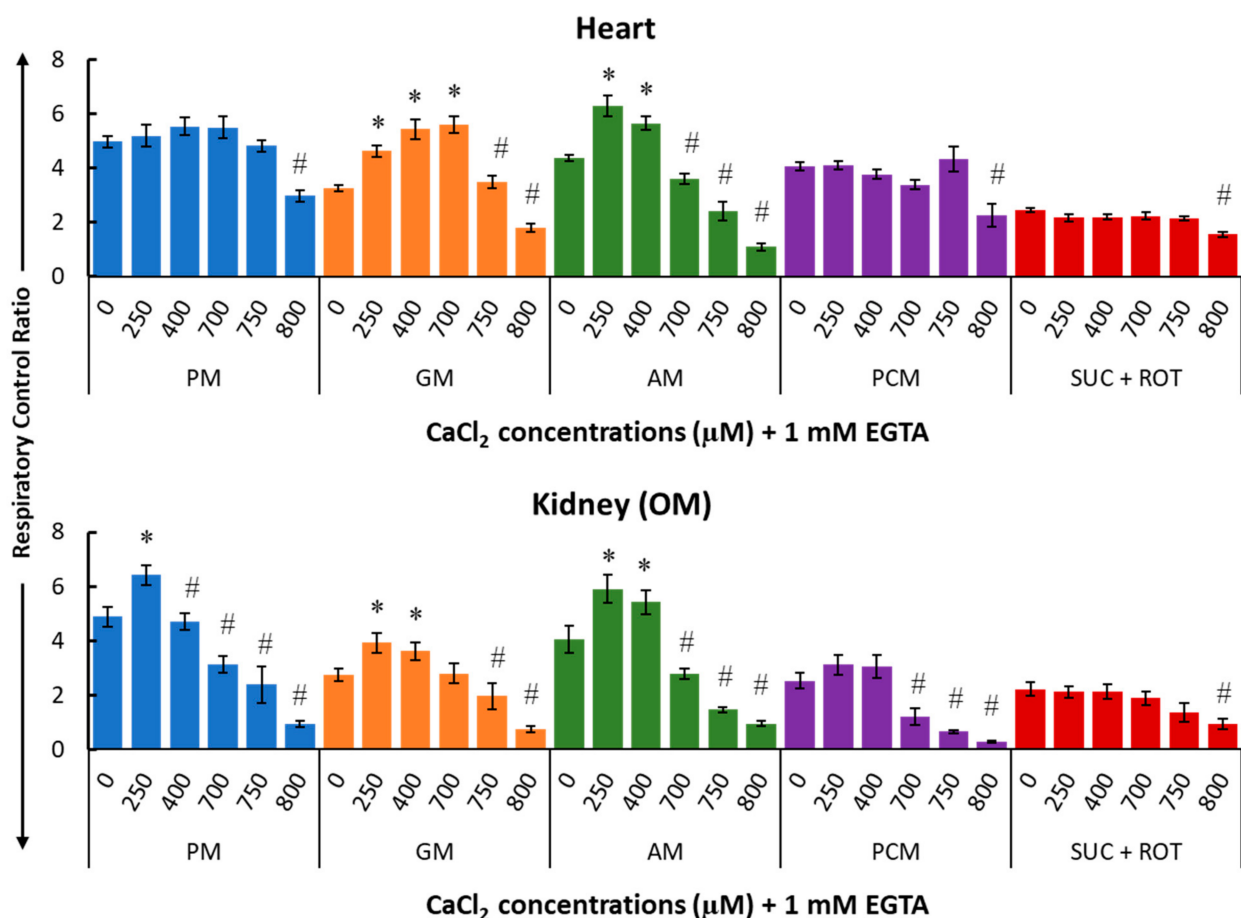 Heart
Respiratory Control Ratio
8
6
4
2
0
* * *
* *
# # # # # # # #
0 250 400 700 750 800 0 250 400 700 750 800 0 250 400 700 750 800 0 250 400 700 750 800 0 250 400 700 750 800
PM GM AM PCM SUC + ROT
CaCl₂ concentrations (μM) + 1 mM EGTA
Kidney (OM)
8
6
4
2
0
* * * * *
# # # # # # # # # # # # #
0 250 400 700 750 800 0 250 400 700 750 800 0 250 400 700 750 800 0 250 400 700 750 800 0 250 400 700 750 800
PM GM AM PCM SUC + ROT
CaCl₂ concentrations (μM) + 1 mM EGTA